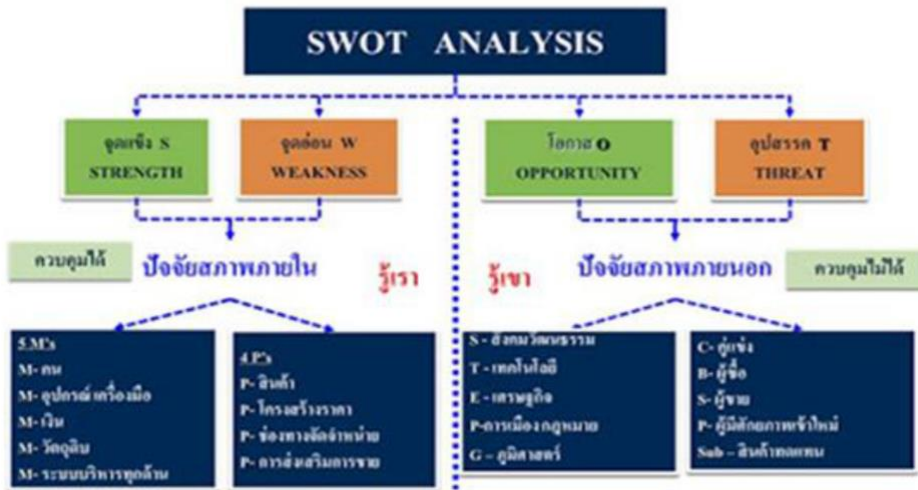 SWOT ANALYSIS
จุดแข็ง S
STRENGTH
จุดอ่อน W
WEAKNESS
โอกาส O
OPPORTUNITY
อุปสรรค T
THREAT
ควบคุมได้
ปัจจัยสภาพภายใน
รู้เรา
รู้เขา
ปัจจัยสภาพภายนอก
ควบคุมไม่ได้
5 M's
M- คน
M- อุปกรณ์ เครื่องมือ
M- เงิน
M- วัตถุดิบ
M- ระบบบริหารทุกด้าน
4 P's
P- สินค้า
P- โครงสร้างราคา
P- ช่องทางจัดจำหน่าย
P- การส่งเสริมการขาย
S - สังคมวัฒนธรรม
T - เทคโนโลยี
E - เศรษฐกิจ
P-การเมือง กฎหมาย
G - ภูมิศาสตร์
C- คู่แข่ง
B- ผู้ซื้อ
S- ผู้ขาย
P- ผู้มีศักยภาพเข้าใหม่
Sub - สินค้าทดแทน